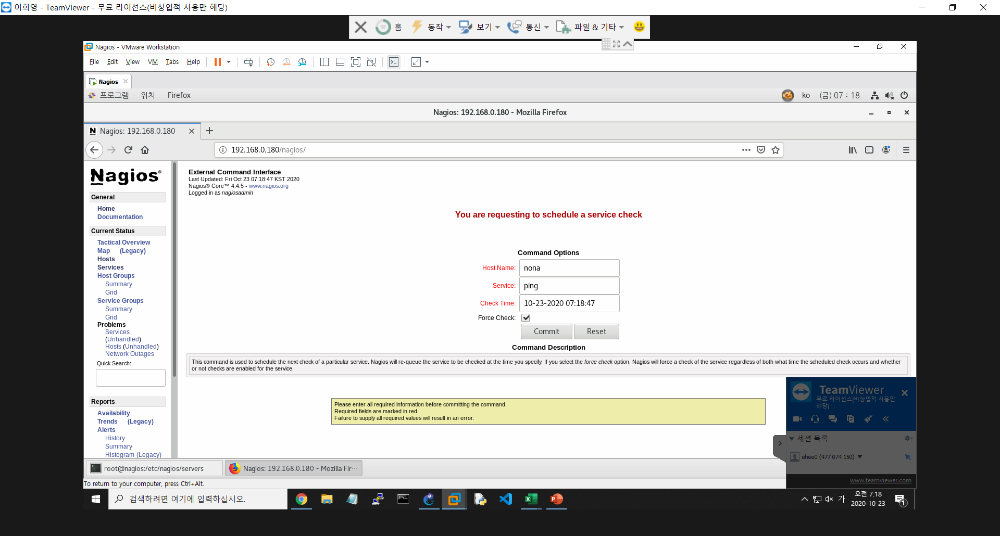 이희영 - TeamViewer - 무료 라이선스(비상업적 사용만 해당)
홈 동작 보기 통신 파일 & 기타
Nagios - VMware Workstation
File Edit View VM Tabs Help
Nagios
프로그램 위치 Firefox ko (금) 07 : 18
Nagios: 192.168.0.180 - Mozilla Firefox
Nagios: 192.168.0.180
192.168.0.180/nagios/
Nagios®
General
Home
Documentation
Current Status
Tactical Overview
Map (Legacy)
Hosts
Services
Host Groups
Summary
Grid
Service Groups
Summary
Grid
Problems
Services
(Unhandled)
Hosts (Unhandled)
Network Outages
Quick Search:
Reports
Availability
Trends (Legacy)
Alerts
History
Summary
Histogram (Legacy)
External Command Interface
Last Updated: Fri Oct 23 07:18:47 KST 2020
Nagios® Core™ 4.4.5 - www.nagios.org
Logged in as nagiosadmin
You are requesting to schedule a service check
Command Options
Host Name: nona
Service: ping
Check Time: 10-23-2020 07:18:47
Force Check:
Commit Reset
Command Description
This command is used to schedule the next check of a particular service. Nagios will re-queue the service to be checked at the time you specify. If you select the force check option, Nagios will force a check of the service regardless of both what time the scheduled check occurs and whether
or not checks are enabled for the service.
Please enter all required information before committing the command.
Required fields are marked in red.
Failure to supply all required values will result in an error.
TeamViewer
무료 라이선스(비상업적 사용만
해당)
세션 목록
ehee0 (477 074 150)
www.teamviewer.com
root@nagios:/etc/nagios/servers
Nagios: 192.168.0.180 - Mozilla Fir···
To return to your computer, press Ctrl+Alt.
검색하려면 여기에 입력하십시오.
가
오전 7:18
2020-10-23
1